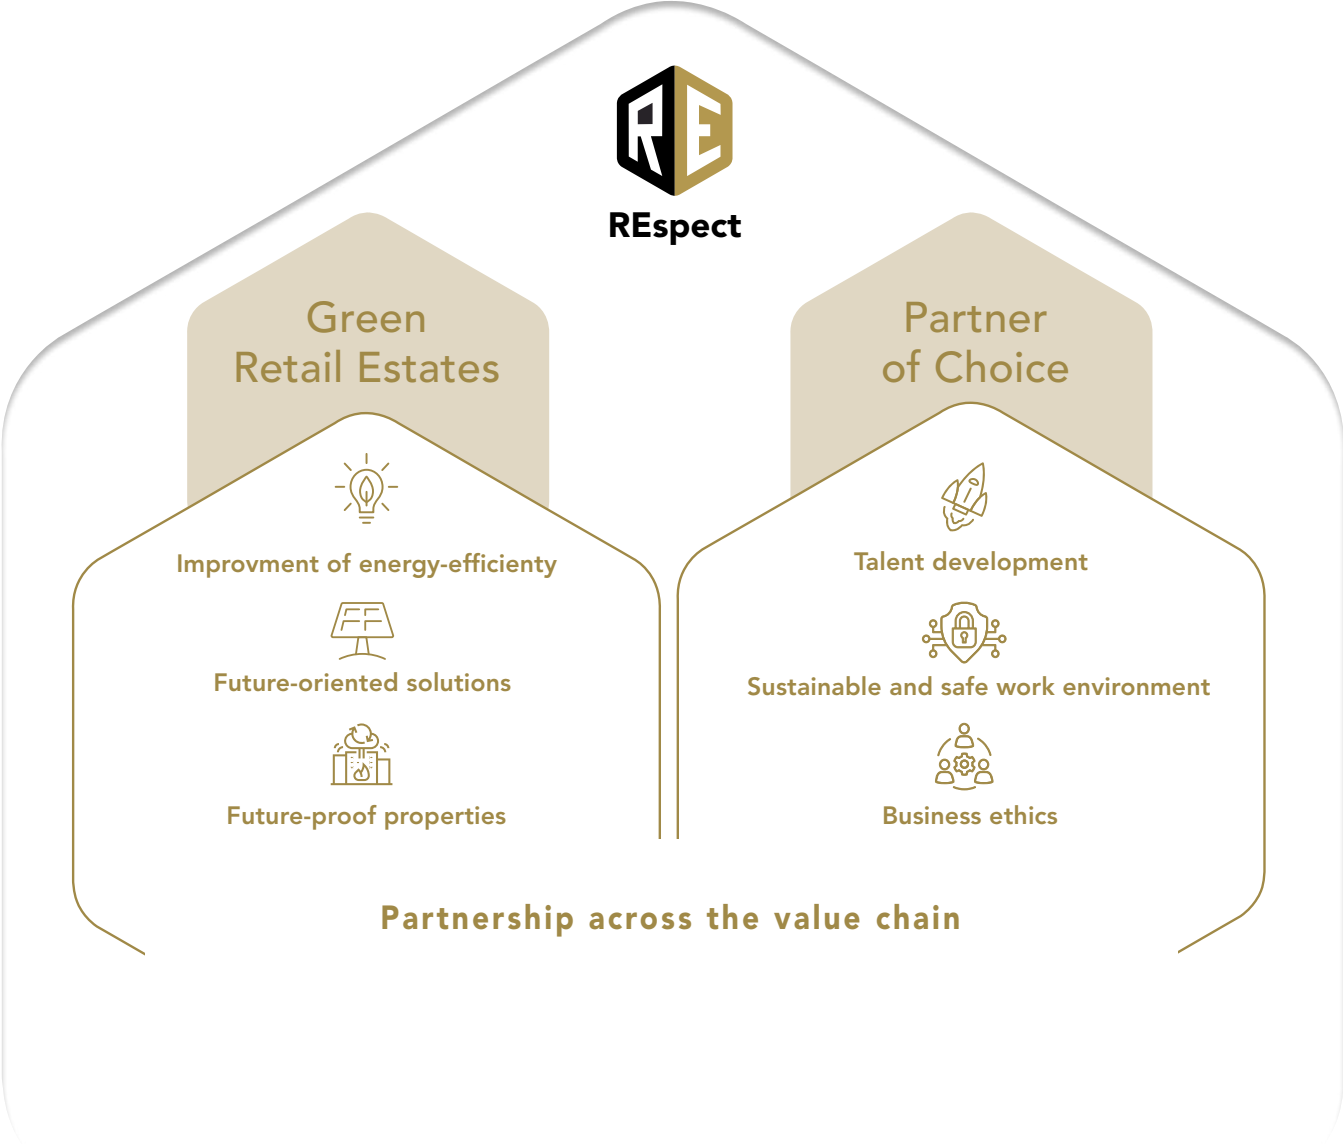 RE
REspect
Green
Retail Estates
Improvment of energy-efficienty
Future-oriented solutions
Future-proof properties
Partner
of Choice
Talent development
Sustainable and safe work environment
Business ethics
Partnership across the value chain